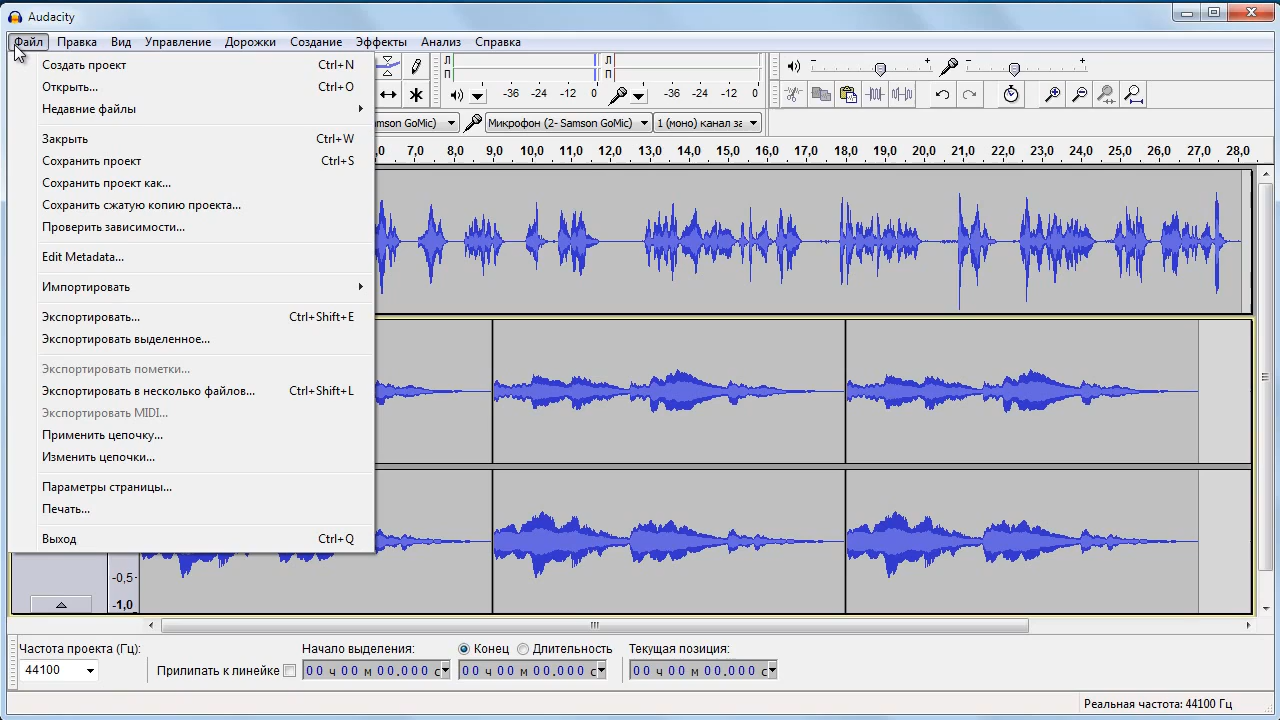 Audacity
Файл Правка Вид Управление Дорожки Создание Эффекты Анализ Справка
Создать проект Ctrl+N
Открыть... Ctrl+O
Недавние файлы
Закрыть Ctrl+W
Сохранить проект Ctrl+S
Сохранить проект как...
Сохранить сжатую копию проекта...
Проверить зависимости...
Edit Metadata...
Импортировать
Экспортировать... Ctrl+Shift+E
Экспортировать выделенное...
Экспортировать пометки...
Экспортировать в несколько файлов... Ctrl+Shift+L
Экспортировать MIDI...
Применить цепочку...
Изменить цепочки...
Параметры страницы...
Печать...
Выход Ctrl+Q
Л Л
П П
-36 -24 -12 0 -36 -24 -12 0
- + - +
amson GoMic) Микрофон (2- Samson GoMic) 1 (моно) канал за
,0 7,0 8,0 9,0 10,0 11,0 12,0 13,0 14,0 15,0 16,0 17,0 18,0 19,0 20,0 21,0 22,0 23,0 24,0 25,0 26,0 27,0 28,0
-0,5
-1,0
Частота проекта (Гц): Начало выделения: Конец Длительность Текущая позиция:
44100 Прилипать к линейке 00 ч 00 м 00.000 с 00 ч 00 м 00.000 с 00 ч 00 м 00.000 с
Реальная частота: 44100 Гц